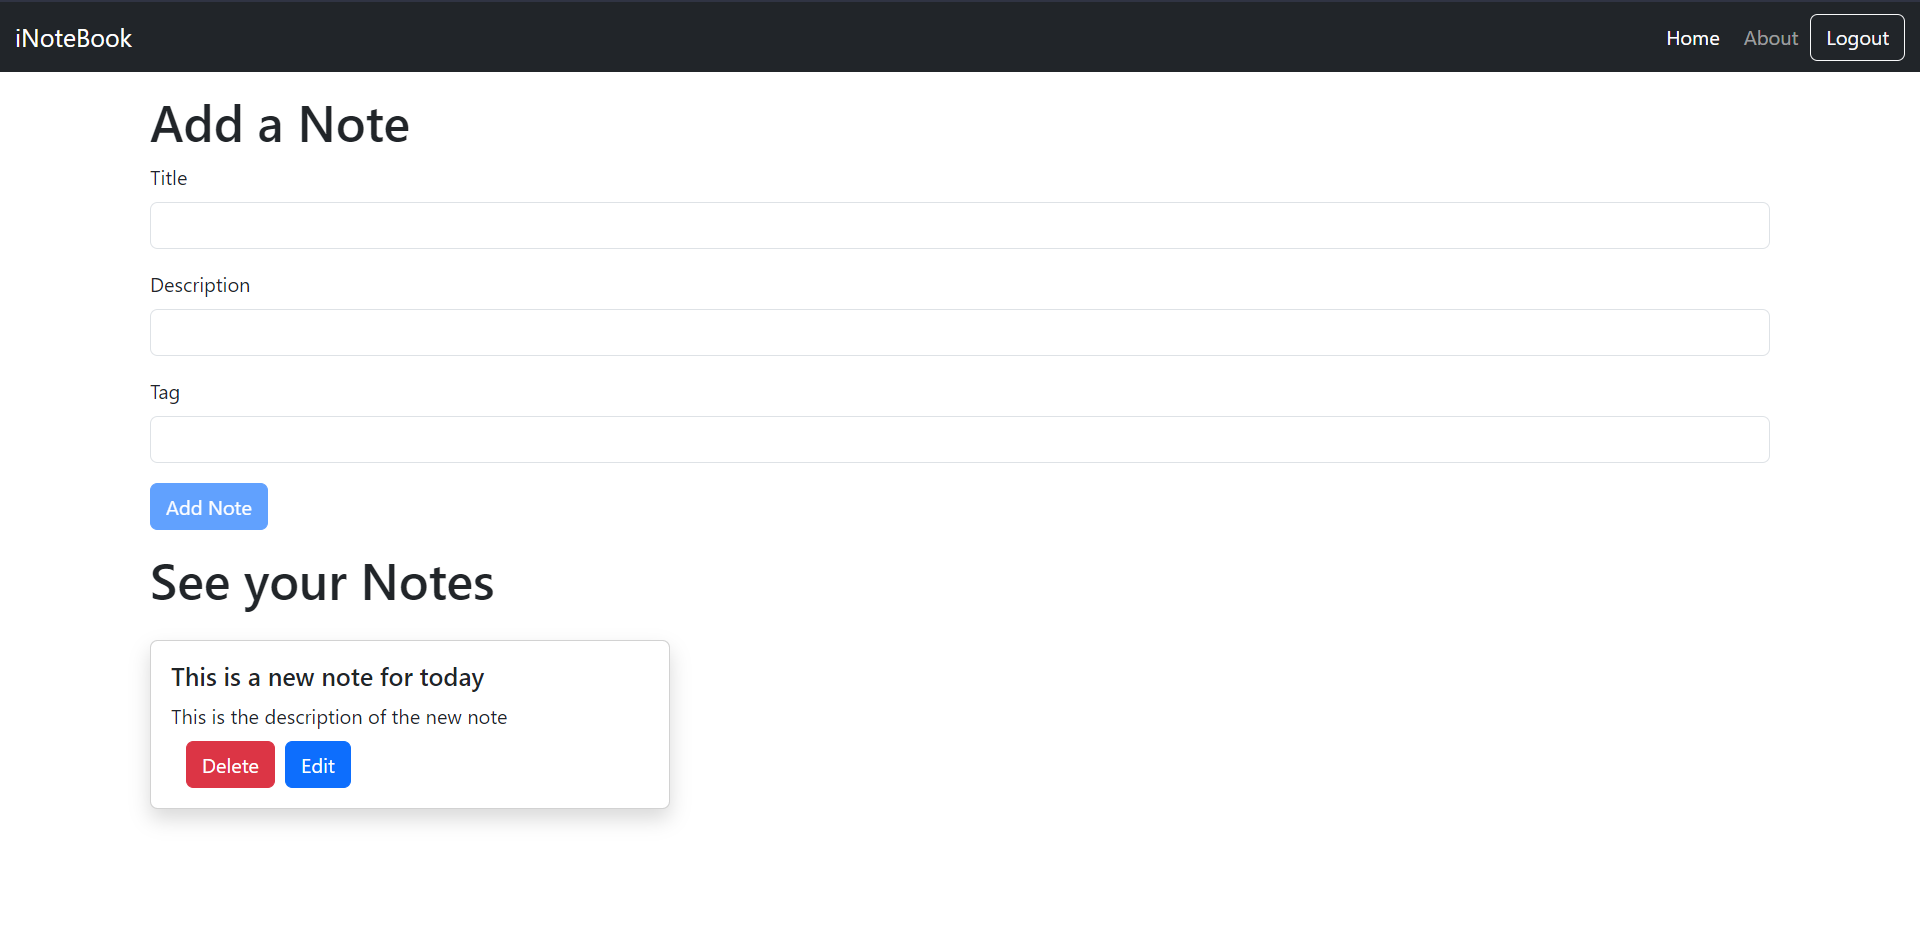 iNoteBook
Home About Logout
Add a Note
Title
Description
Tag
Add Note
See your Notes
This is a new note for today
This is the description of the new note
Delete Edit